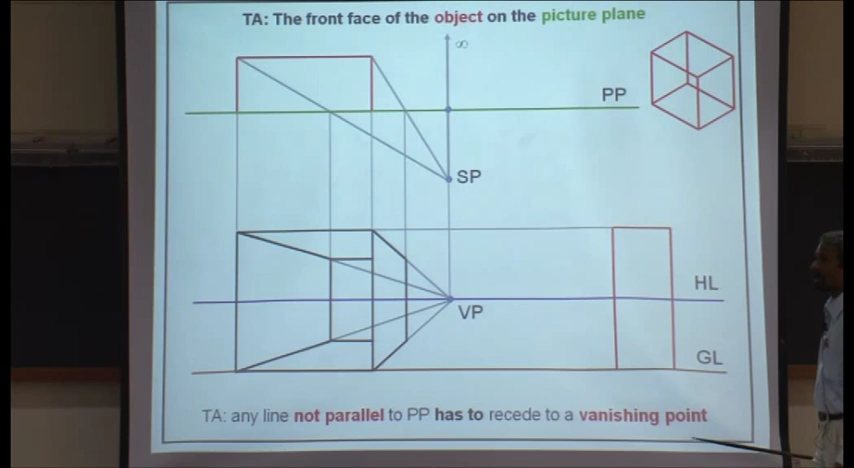 TA: The front face of the object on the picture plane
∞
PP
SP
HL
VP
GL
TA: any line not parallel to PP has to recede to a vanishing point